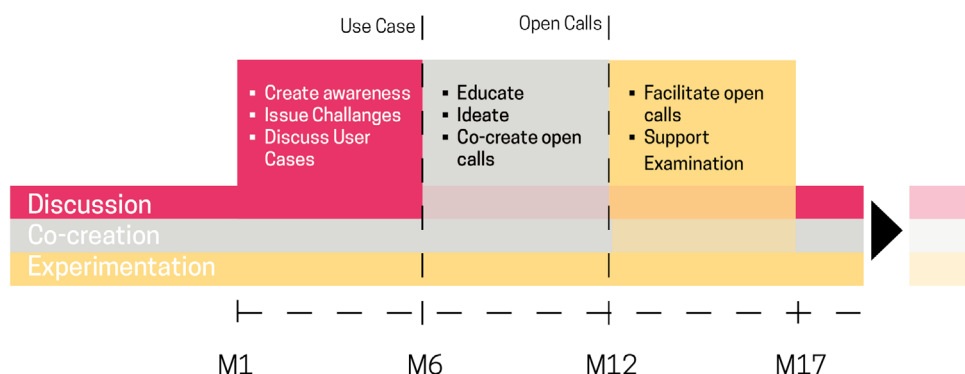 Use Case
Open Calls
▪ Create awareness
▪ Issue Challanges
▪ Discuss User
Cases
▪ Educate
▪ Ideate
▪ Co-create open
calls
▪ Facilitate open
calls
▪ Support
Examination
Discussion
Co-creation
Experimentation
M1
M6
M12
M17